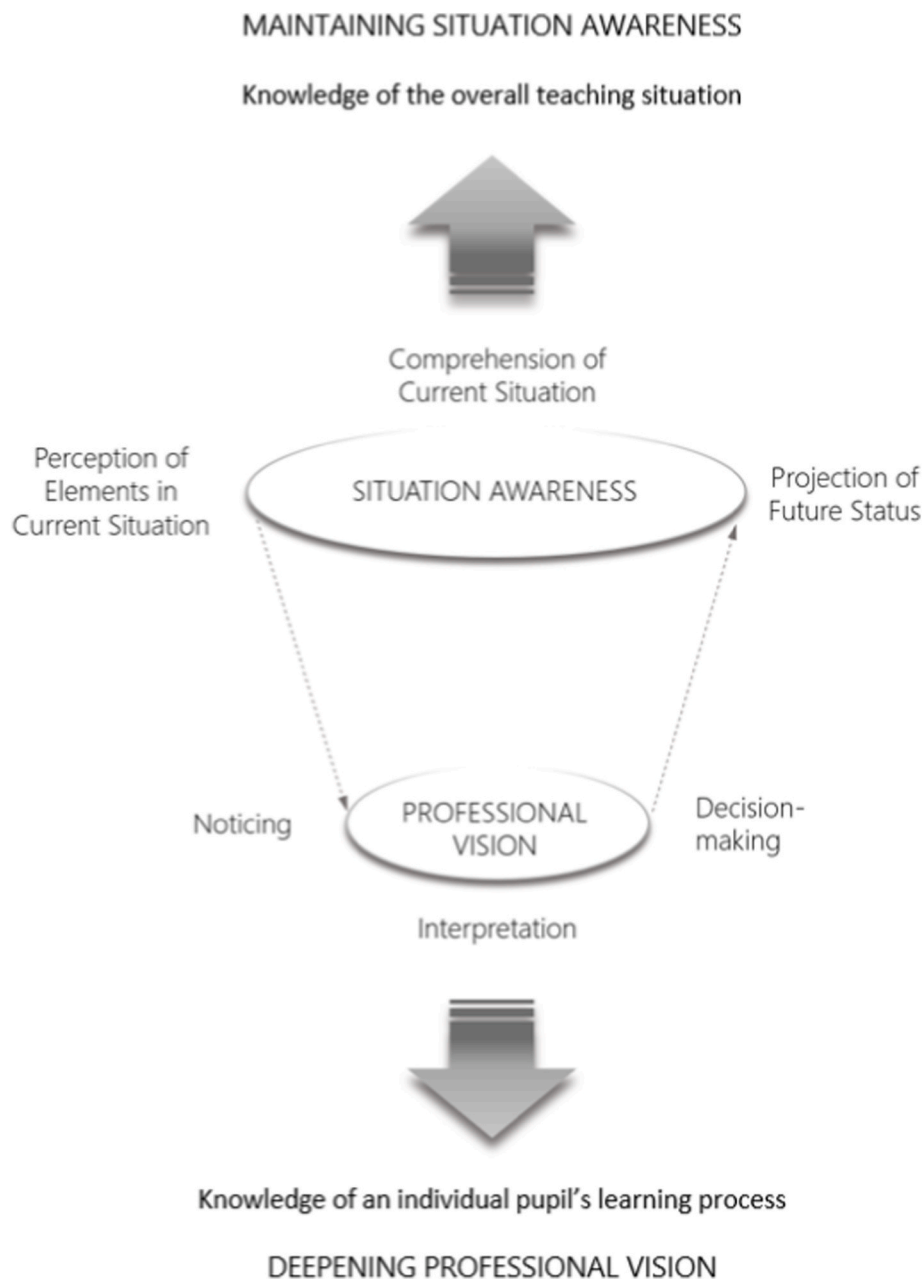 MAINTAINING SITUATION AWARENESS
Knowledge of the overall teaching situation
Comprehension of
Current Situation
Perception of
Elements in
Current Situation
SITUATION AWARENESS
Projection of
Future Status
Noticing
PROFESSIONAL
VISION
Decision-
making
Interpretation
Knowledge of an individual pupil's learning process
DEEPENING PROFESSIONAL VISION